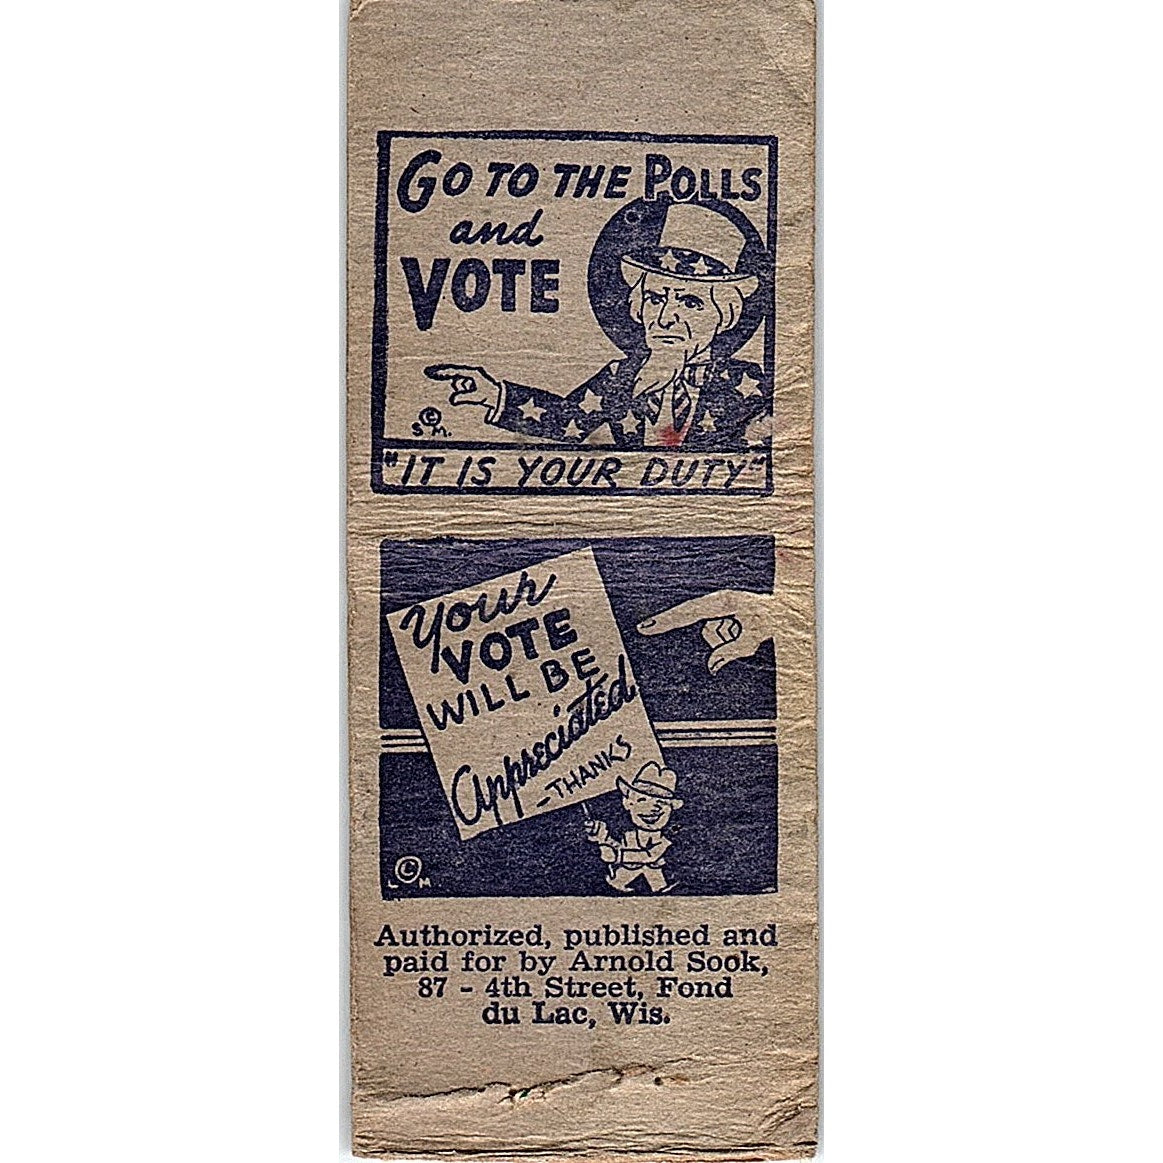 GO TO THE POLLS
and
VOTE
©
S M.
"IT IS YOUR DUTY"
Your
VOTE
WILL BE
Appreciated
-THANKS
©
L M
Authorized, published and
paid for by Arnold Sook,
87 - 4th Street, Fond
du Lac, Wis.